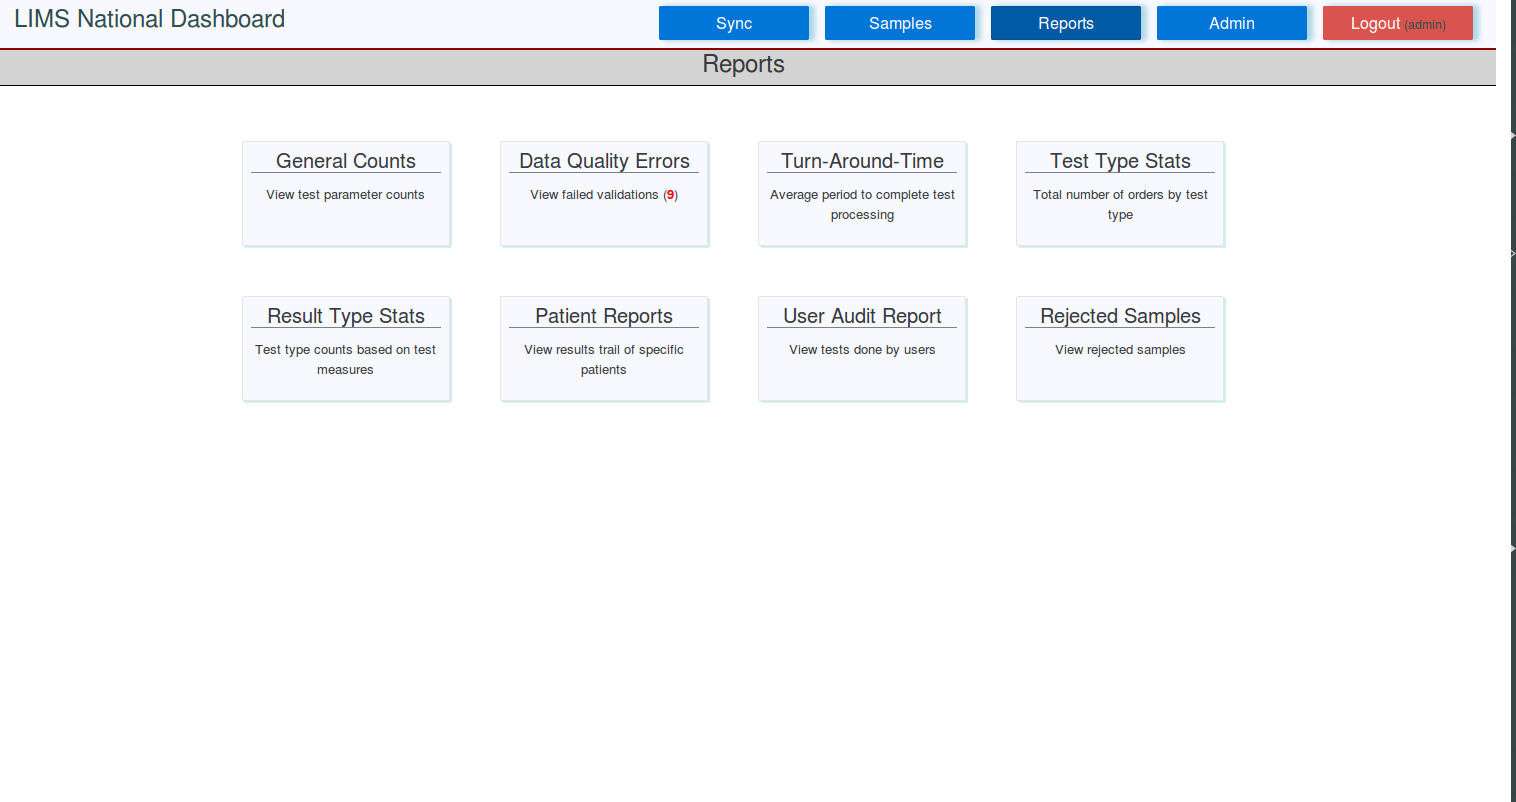 LIMS National Dashboard
Sync
Samples
Reports
Admin
Logout (admin)
Reports
General Counts
View test parameter counts
Data Quality Errors
View failed validations (9)
Turn-Around-Time
Average period to complete test
processing
Test Type Stats
Total number of orders by test
type
Result Type Stats
Test type counts based on test
measures
Patient Reports
View results trail of specific
patients
User Audit Report
View tests done by users
Rejected Samples
View rejected samples